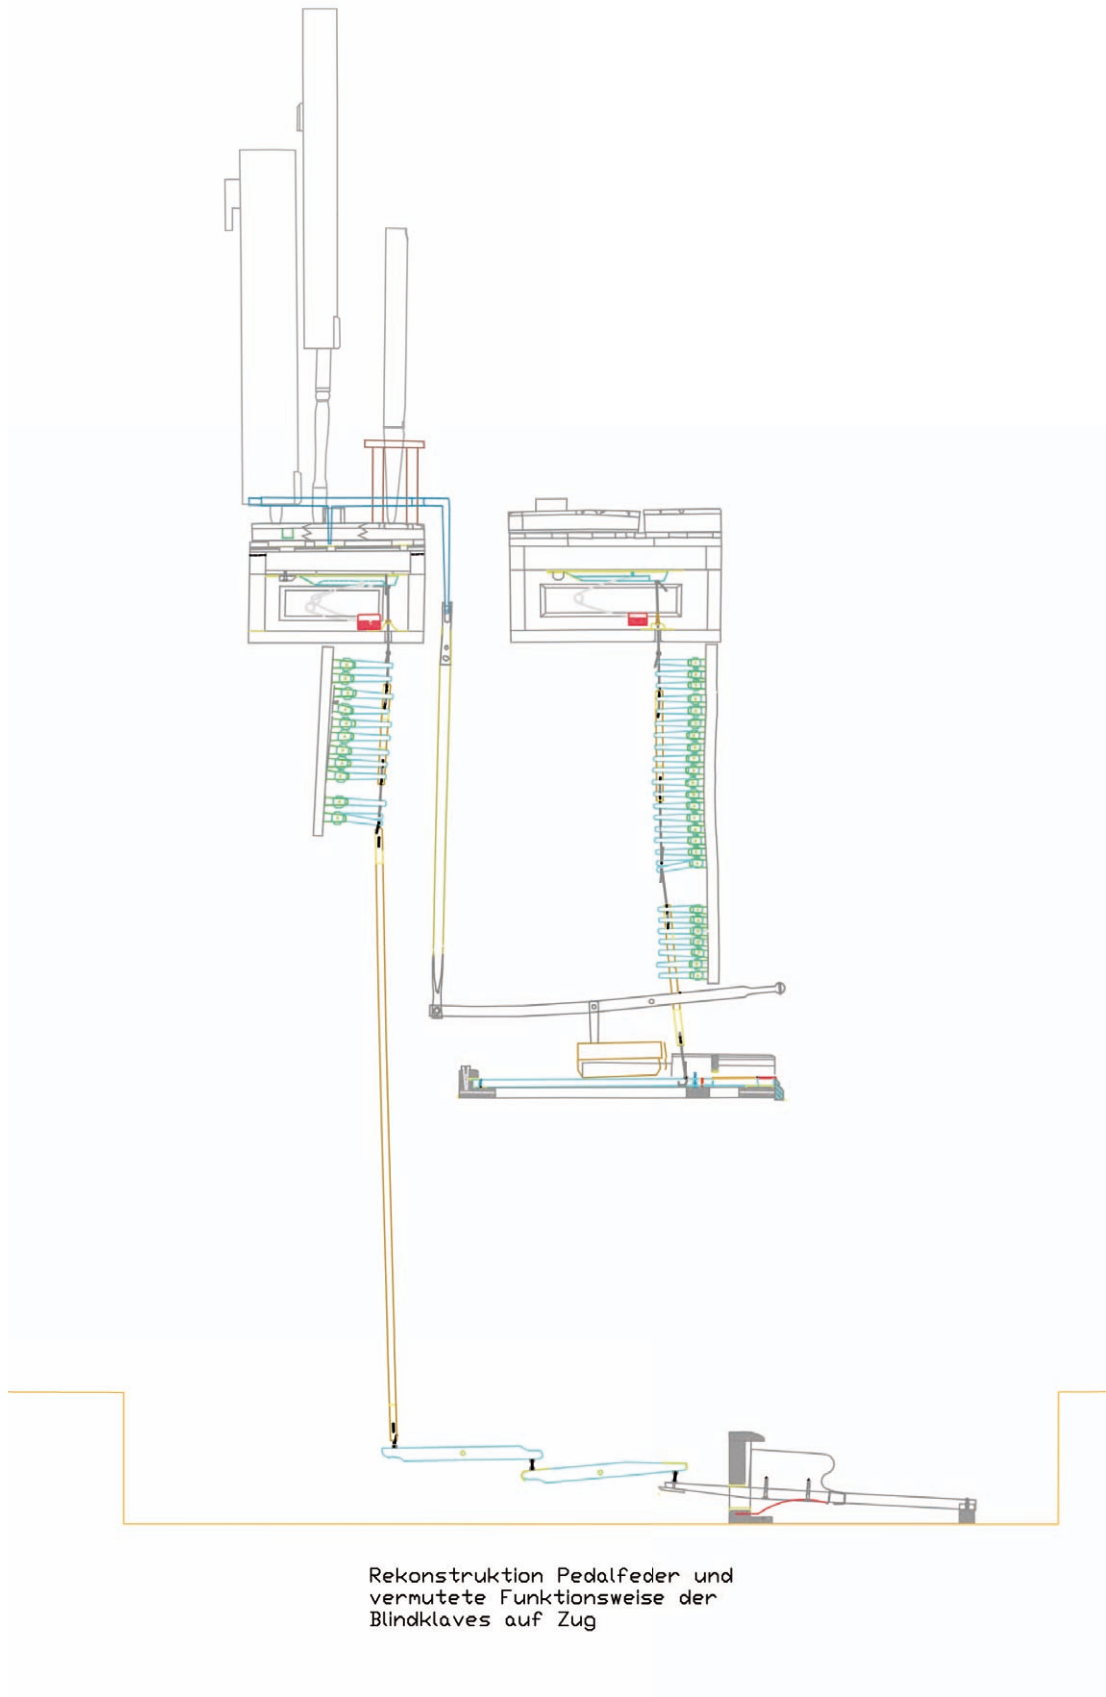 Rekonstruktion Pedalfeder und
vermutete Funktionsweise der
Blindklaves auf Zug